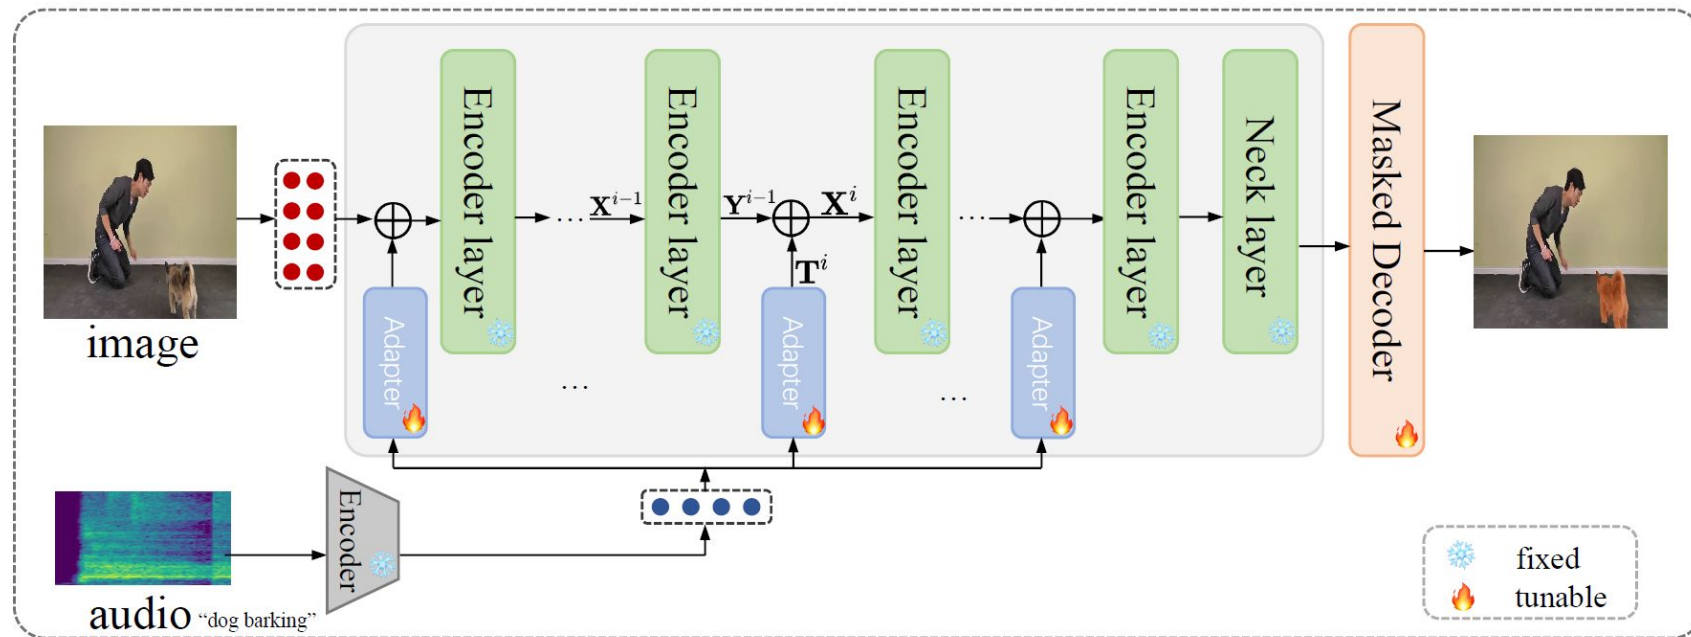 image
Encoder layer
... X^{i-1}
Encoder layer
Y^{i-1}
X^i
T^i
Encoder layer
...
Encoder layer
Neck layer
Masked Decoder
Adapter
...
Adapter
...
Adapter
Encoder
audio “dog barking”
fixed
tunable